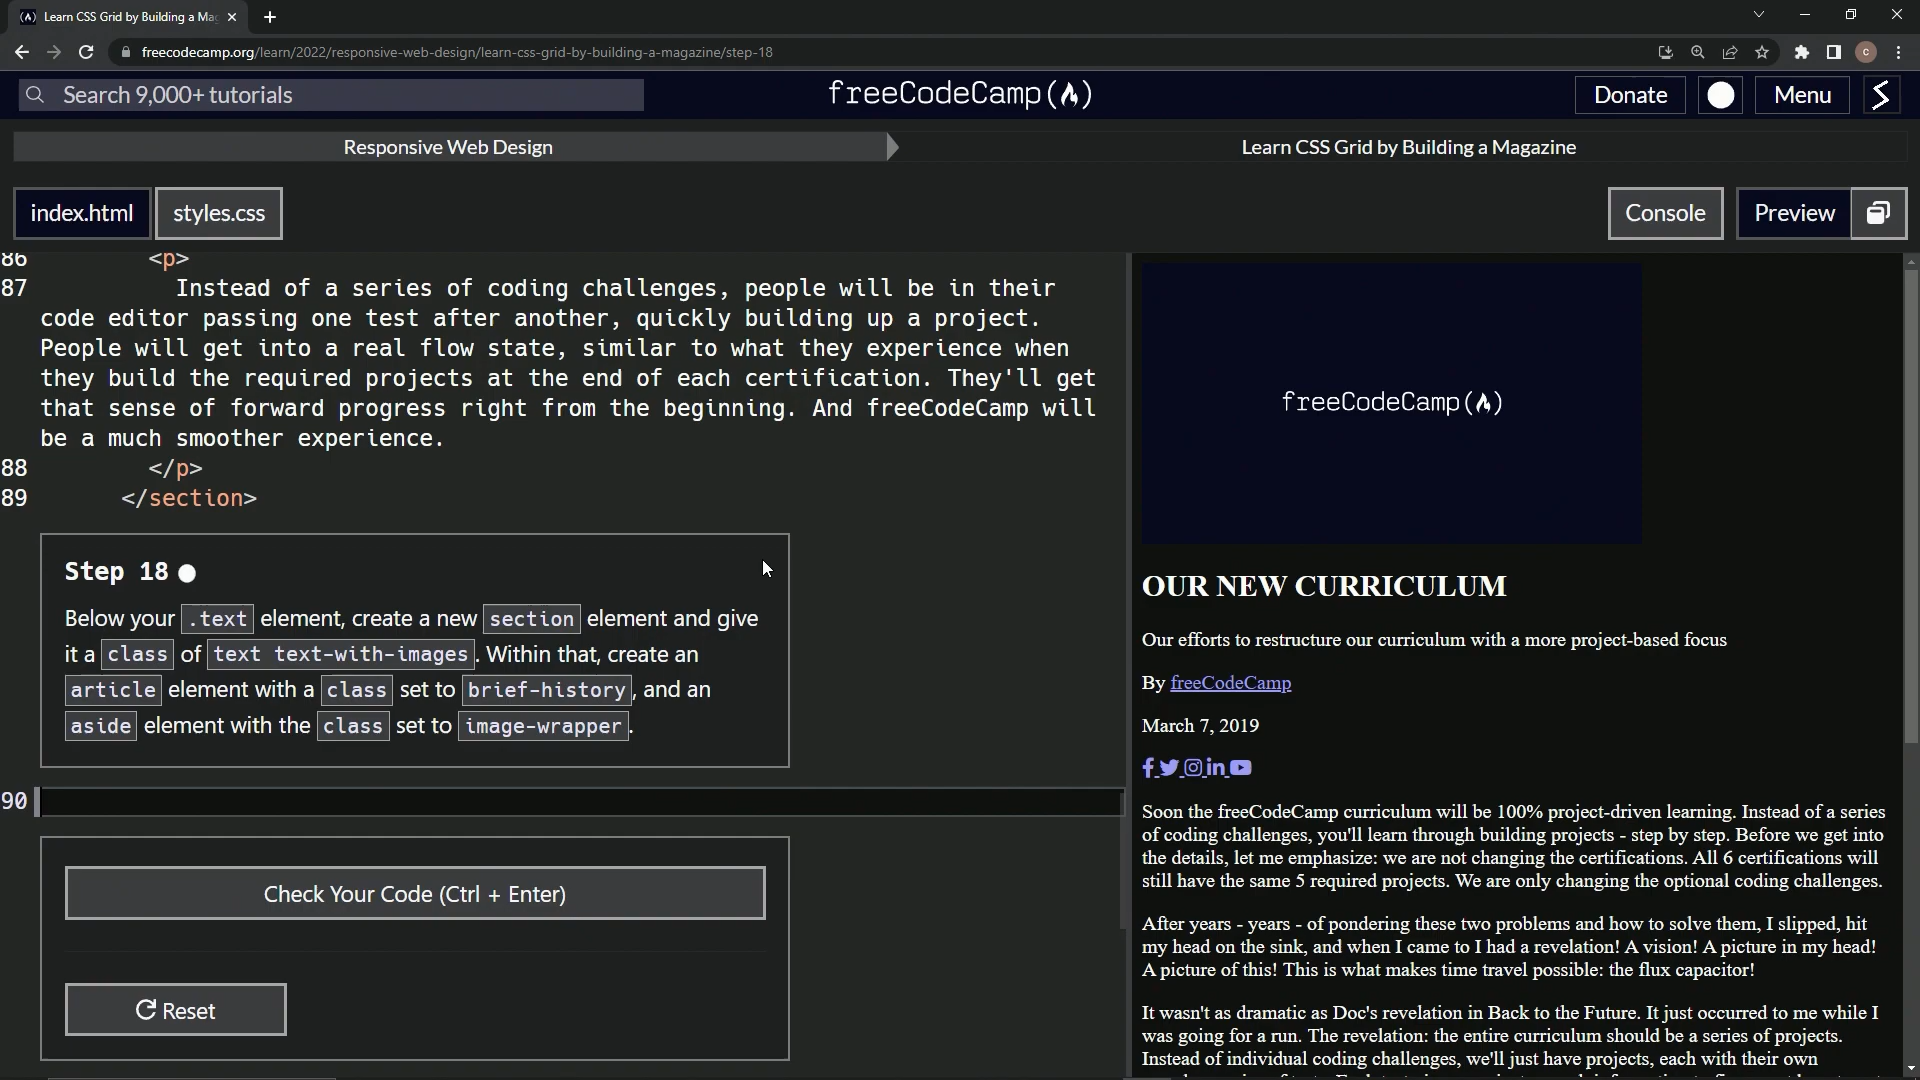 Learn CSS Grid by Building a Ma
freecodecamp.org/learn/2022/responsive-web-design/learn-css-grid-by-building-a-magazine/step-18
C
Search 9,000+ tutorials
freeCodeCamp(🔥)
Donate
Menu
Responsive Web Design
Learn CSS Grid by Building a Magazine
index.html
styles.css
Console
Preview
86 <p>
87 Instead of a series of coding challenges, people will be in their
code editor passing one test after another, quickly building up a project.
People will get into a real flow state, similar to what they experience when
they build the required projects at the end of each certification. They'll get
that sense of forward progress right from the beginning. And freeCodeCamp will
be a much smoother experience.
88 </p>
89 </section>
Step 18
Below your .text element, create a new section element and give
it a class of text text-with-images. Within that, create an
article element with a class set to brief-history, and an
aside element with the class set to image-wrapper.
90
Check Your Code (Ctrl + Enter)
Reset
freeCodeCamp(🔥)
OUR NEW CURRICULUM
Our efforts to restructure our curriculum with a more project-based focus
By freeCodeCamp
March 7, 2019
Soon the freeCodeCamp curriculum will be 100% project-driven learning. Instead of a series
of coding challenges, you'll learn through building projects - step by step. Before we get into
the details, let me emphasize: we are not changing the certifications. All 6 certifications will
still have the same 5 required projects. We are only changing the optional coding challenges.
After years - years - of pondering these two problems and how to solve them, I slipped, hit
my head on the sink, and when I came to I had a revelation! A vision! A picture in my head!
A picture of this! This is what makes time travel possible: the flux capacitor!
It wasn't as dramatic as Doc's revelation in Back to the Future. It just occurred to me while I
was going for a run. The revelation: the entire curriculum should be a series of projects.
Instead of individual coding challenges, we'll just have projects, each with their own